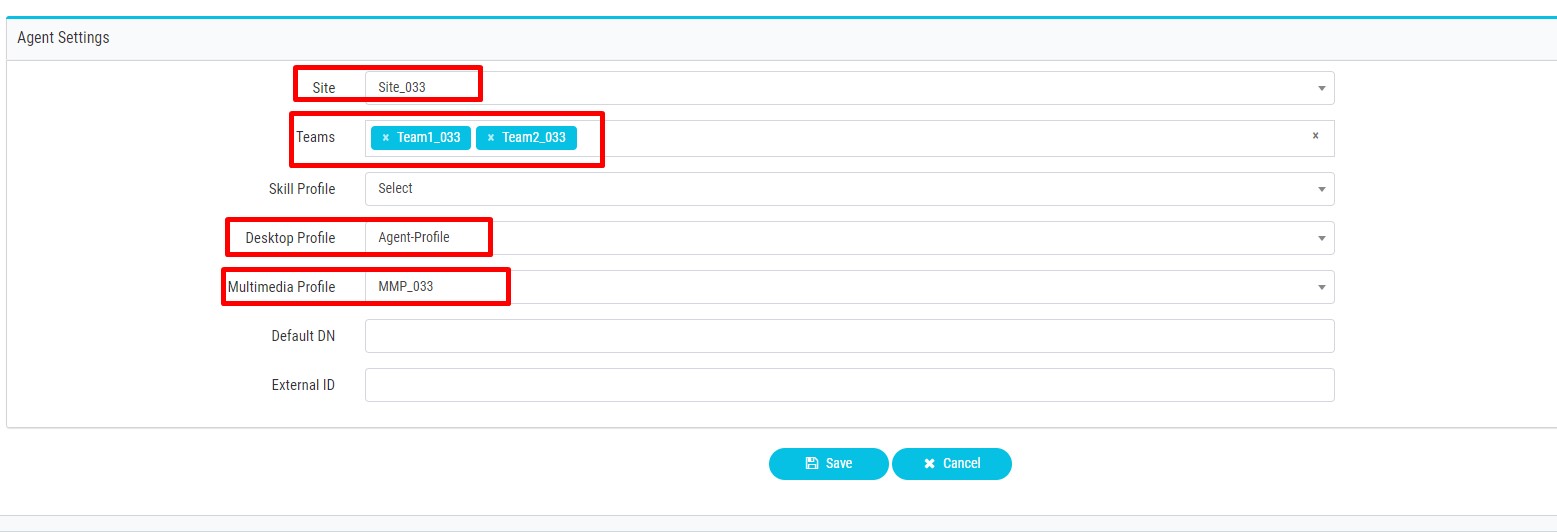 Agent Settings
Site Site_033
Teams × Team1_033 × Team2_033 ×
Skill Profile Select
Desktop Profile Agent-Profile
Multimedia Profile MMP_033
Default DN
External ID
Save Cancel